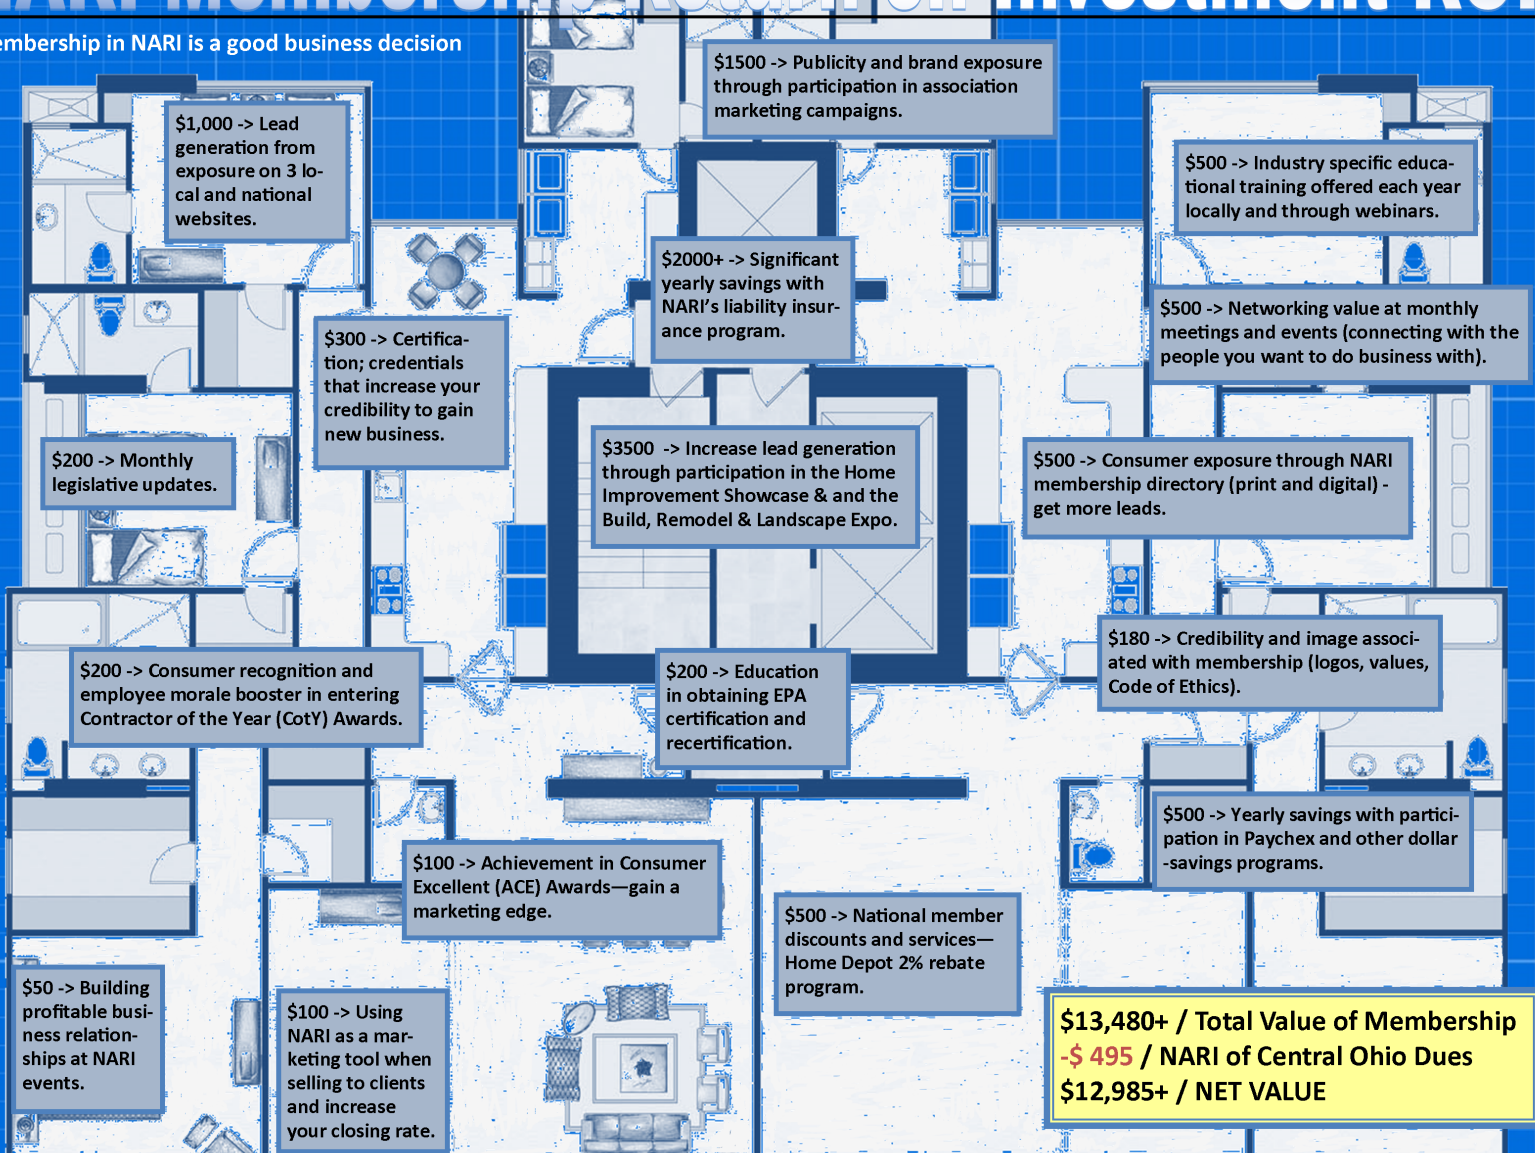 NARI Membership Return on Investment ROI
embership in NARI is a good business decision
$1500 -> Publicity and brand exposure
through participation in association
marketing campaigns.
$1,000 -> Lead
generation from
exposure on 3 lo-
cal and national
websites.
$500 -> Industry specific educa-
tional training offered each year
locally and through webinars.
$2000+ -> Significant
yearly savings with
NARI’s liability insur-
ance program.
$500 -> Networking value at monthly
meetings and events (connecting with the
people you want to do business with).
$300 -> Certifica-
tion; credentials
that increase your
credibility to gain
new business.
$200 -> Monthly
legislative updates.
$3500  -> Increase lead generation
through participation in the Home
Improvement Showcase & and the
Build, Remodel & Landscape Expo.
$500 -> Consumer exposure through NARI
membership directory (print and digital) -
get more leads.
$180 -> Credibility and image associ-
ated with membership (logos, values,
Code of Ethics).
$200 -> Consumer recognition and
employee morale booster in entering
Contractor of the Year (CotY) Awards.
$200 -> Education
in obtaining EPA
certification and
recertification.
$500 -> Yearly savings with partici-
pation in Paychex and other dollar
-savings programs.
$100 -> Achievement in Consumer
Excellent (ACE) Awards—gain a
marketing edge.
$500 -> National member
discounts and services—
Home Depot 2% rebate
program.
$50 -> Building
profitable busi-
ness relation-
ships at NARI
events.
$100 -> Using
NARI as a mar-
keting tool when
selling to clients
and increase
your closing rate.
$13,480+ / Total Value of Membership
-$ 495 / NARI of Central Ohio Dues
$12,985+ / NET VALUE